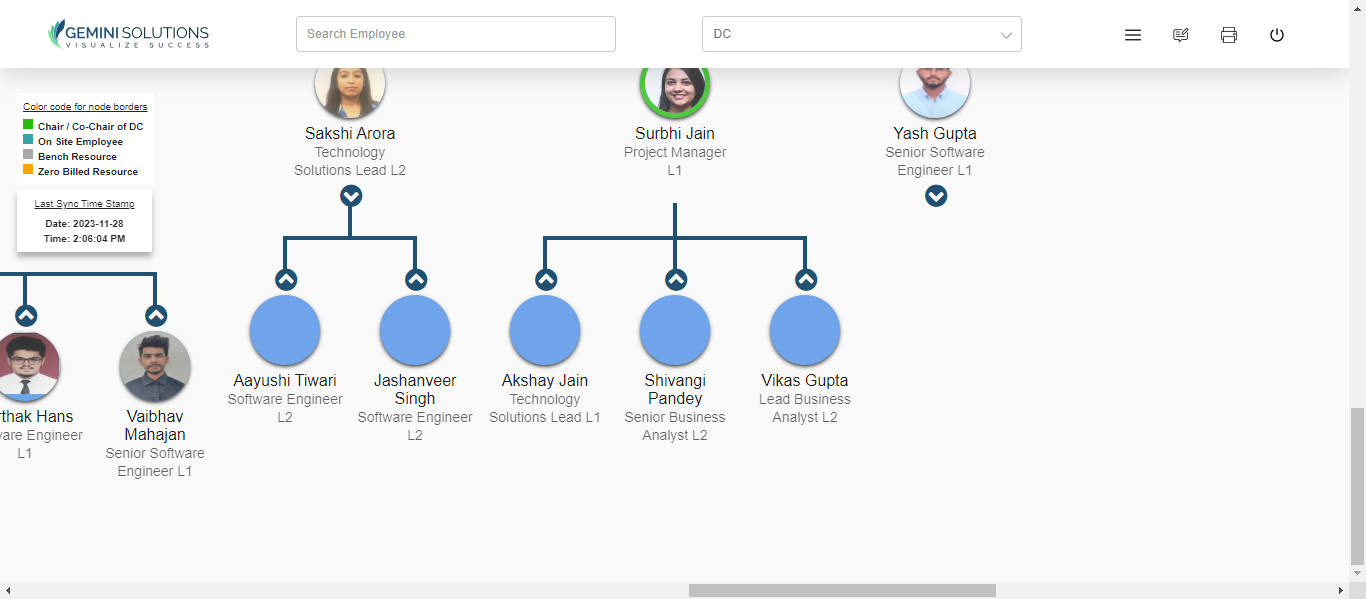 GEMINI SOLUTIONS
VISUALIZE SUCCESS
Search Employee
DC
Color code for node borders
Chair / Co-Chair of DC
On Site Employee
Bench Resource
Zero Billed Resource
Last Sync Time Stamp
Date: 2023-11-28
Time: 2:06:04 PM
Sakshi Arora
Technology
Solutions Lead L2
Surbhi Jain
Project Manager
L1
Yash Gupta
Senior Software
Engineer L1
rthak Hans
ware Engineer
L1
Vaibhav
Mahajan
Senior Software
Engineer L1
Aayushi Tiwari
Software Engineer
L2
Jashanveer
Singh
Software Engineer
L2
Akshay Jain
Technology
Solutions Lead L1
Shivangi
Pandey
Senior Business
Analyst L2
Vikas Gupta
Lead Business
Analyst L2